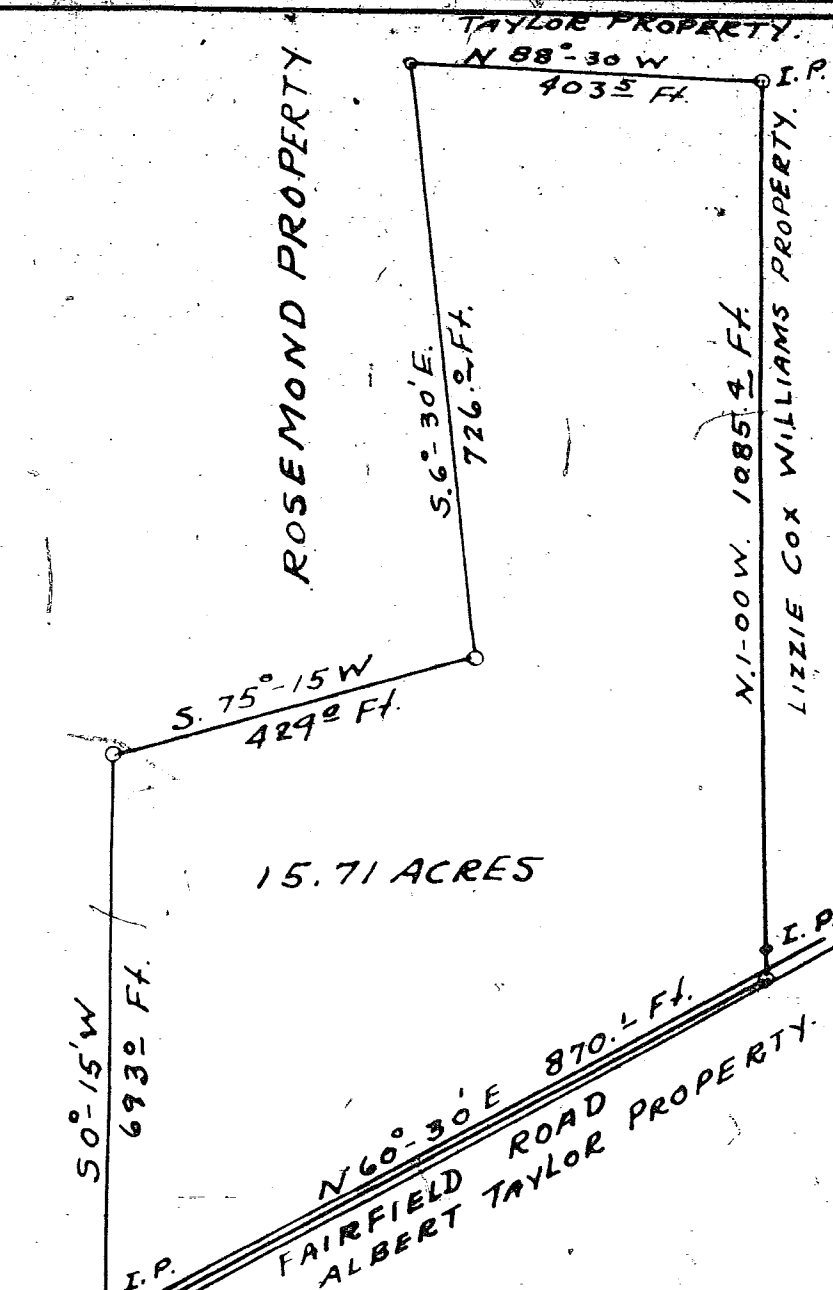 TAYLOR PROPERTY.
N 88°-30 W
403 5 Ft.
I.P.
ROSEMOND PROPERTY
S.6°-30'E.
726.0 Ft.
N.1-00 W. 1085.4 Ft.
LIZZIE COX WILLIAMS PROPERTY.
S. 75°-15 W
429 0 Ft.
15.71 ACRES
S0°-15'W
693 0 Ft.
I.P.
N 60°-30' E 870.1 Ft.
FAIRFIELD ROAD
ALBERT TAYLOR PROPERTY.
I.P.